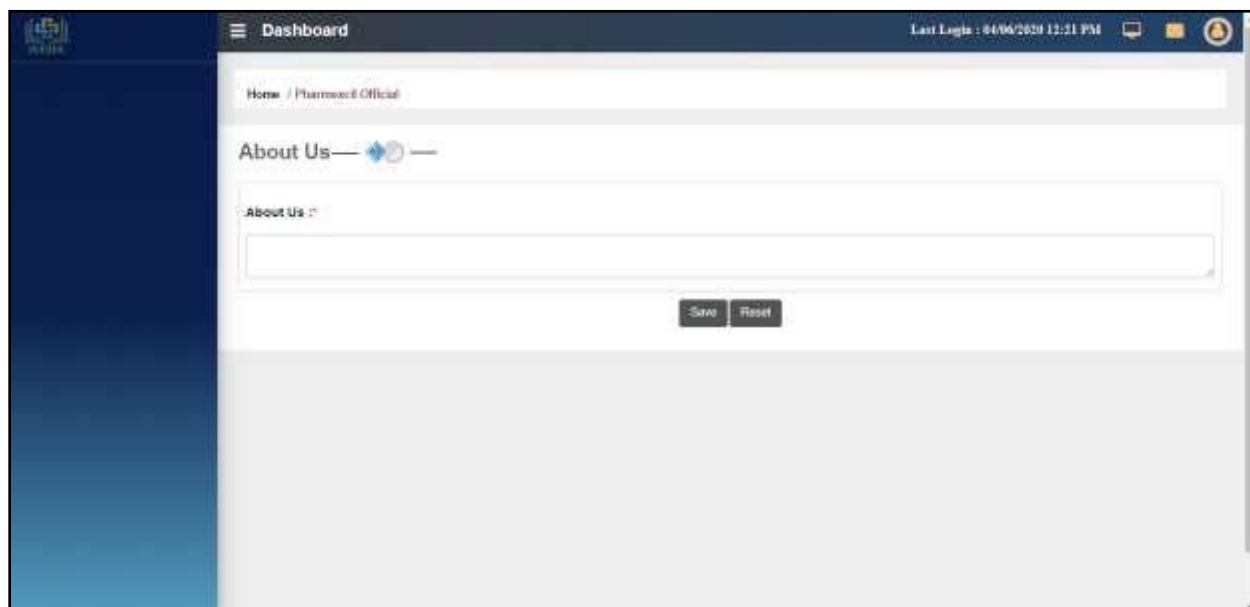 Dashboard
Last Login : 04/06/2020 12:21 PM
Home / Pharmexcil Official
About Us
About Us :*
Save
Reset